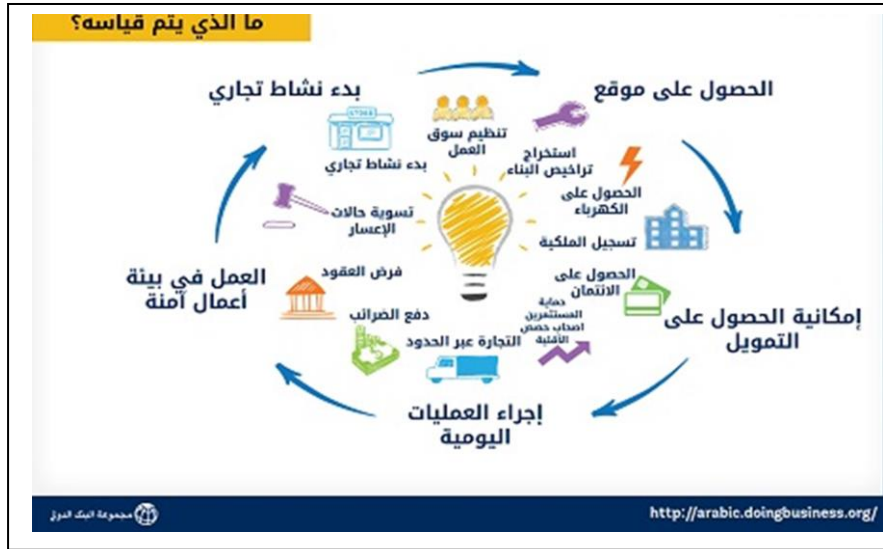 ما الذي يتم قياسه؟
بدء نشاط تجاري
الحصول على موقع
تنظيم سوق
العمل
استخراج
تراخيص البناء
بدء نشاط تجاري
الحصول على
الكهرباء
تسوية حالات
الإعسار
تسجيل الملكية
العمل في بيئة
أعمال آمنة
فرض العقود
الحصول على
الائتمان
دفع الضرائب
حماية
المستثمرين
اصحاب حصص
الأقلية
إمكانية الحصول على
التمويل
التجارة عبر الحدود
إجراء العمليات
اليومية
مجموعة البنك الدولي
http://arabic.doingbusiness.org/